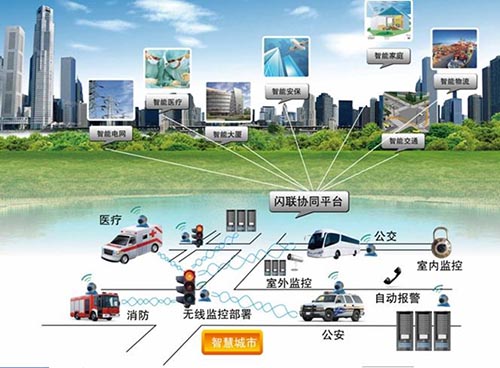 智能家庭
智能物流
智能安保
智能医疗
智能电网
智能大厦
智能交通
闪联协同平台
医疗
公交
室内监控
室外监控
自动报警
消防
无线监控部署
公安
智慧城市